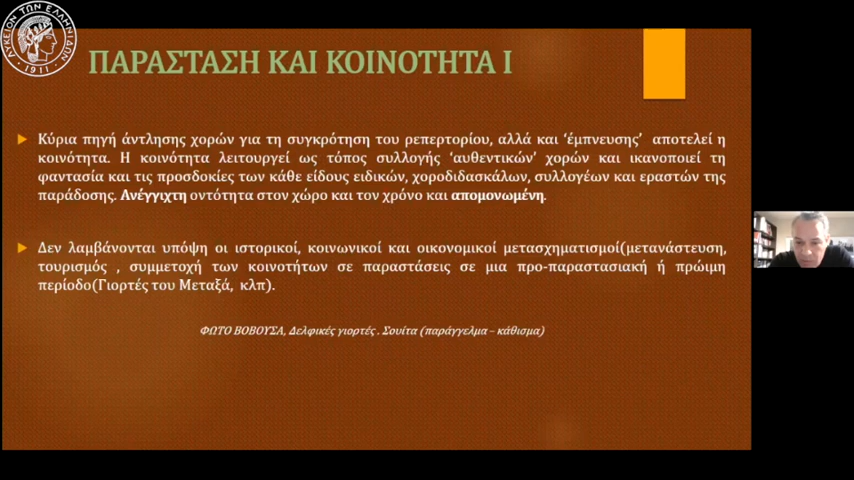 ΛΥΚΕΙΟΝ ΤΩΝ ΕΛΛΗΝΙΔΩΝ
1911
ΠΑΡΑΣΤΑΣΗ ΚΑΙ ΚΟΙΝΟΤΗΤΑ Ι
Κύρια πηγή άντλησης χορών για τη συγκρότηση του ρεπερτορίου, αλλά και ‘έμπνευσης’ αποτελεί η
κοινότητα. Η κοινότητα λειτουργεί ως τόπος συλλογής ‘αυθεντικών’ χορών και ικανοποιεί τη
φαντασία και τις προσδοκίες των κάθε είδους ειδικών, χοροδιδασκάλων, συλλογέων και εραστών της
παράδοσης. Ανέγγιχτη οντότητα στον χώρο και τον χρόνο και απομονωμένη.
Δεν λαμβάνονται υπόψη οι ιστορικοί, κοινωνικοί και οικονομικοί μετασχηματισμοί(μετανάστευση,
τουρισμός , συμμετοχή των κοινοτήτων σε παραστάσεις σε μια προ-παραστασιακή ή πρώιμη
περίοδο(Γιορτές του Μεταξά, κλπ).
ΦΩΤΟ ΒΟΒΟΥΣΑ, Δελφικές γιορτές . Σουίτα (παράγγελμα – κάθισμα)